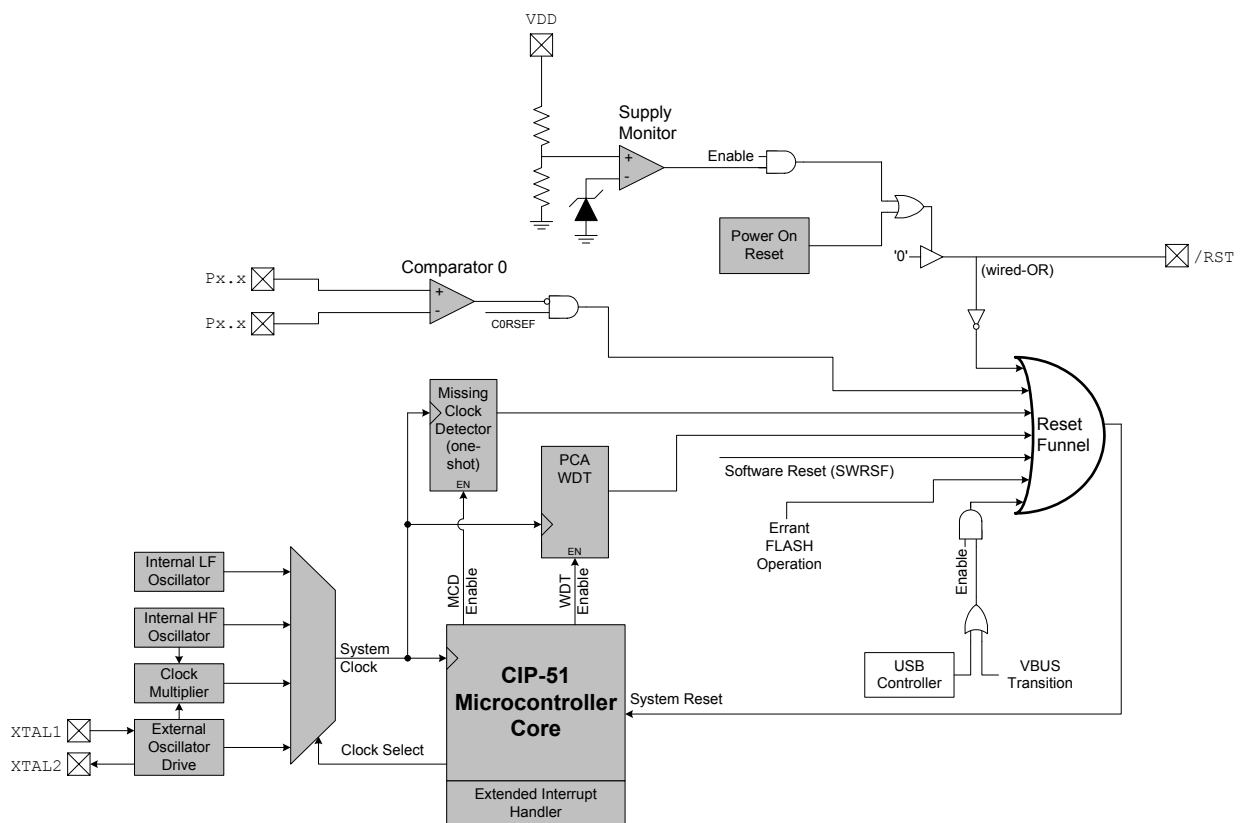 VDD
Supply
Monitor
+
-
Enable
Power On
Reset
'0'
(wired-OR)
/RST
Px.x
Px.x
Comparator 0
+
-
C0RSEF
Missing
Clock
Detector
(one-
shot)
EN
PCA
WDT
EN
Software Reset (SWRSF)
Errant
FLASH
Operation
Reset
Funnel
Enable
USB
Controller
VBUS
Transition
Internal LF
Oscillator
Internal HF
Oscillator
Clock
Multiplier
External
Oscillator
Drive
XTAL1
XTAL2
System
Clock
Clock Select
MCD
Enable
WDT
Enable
CIP-51
Microcontroller
Core
System Reset
Extended Interrupt
Handler